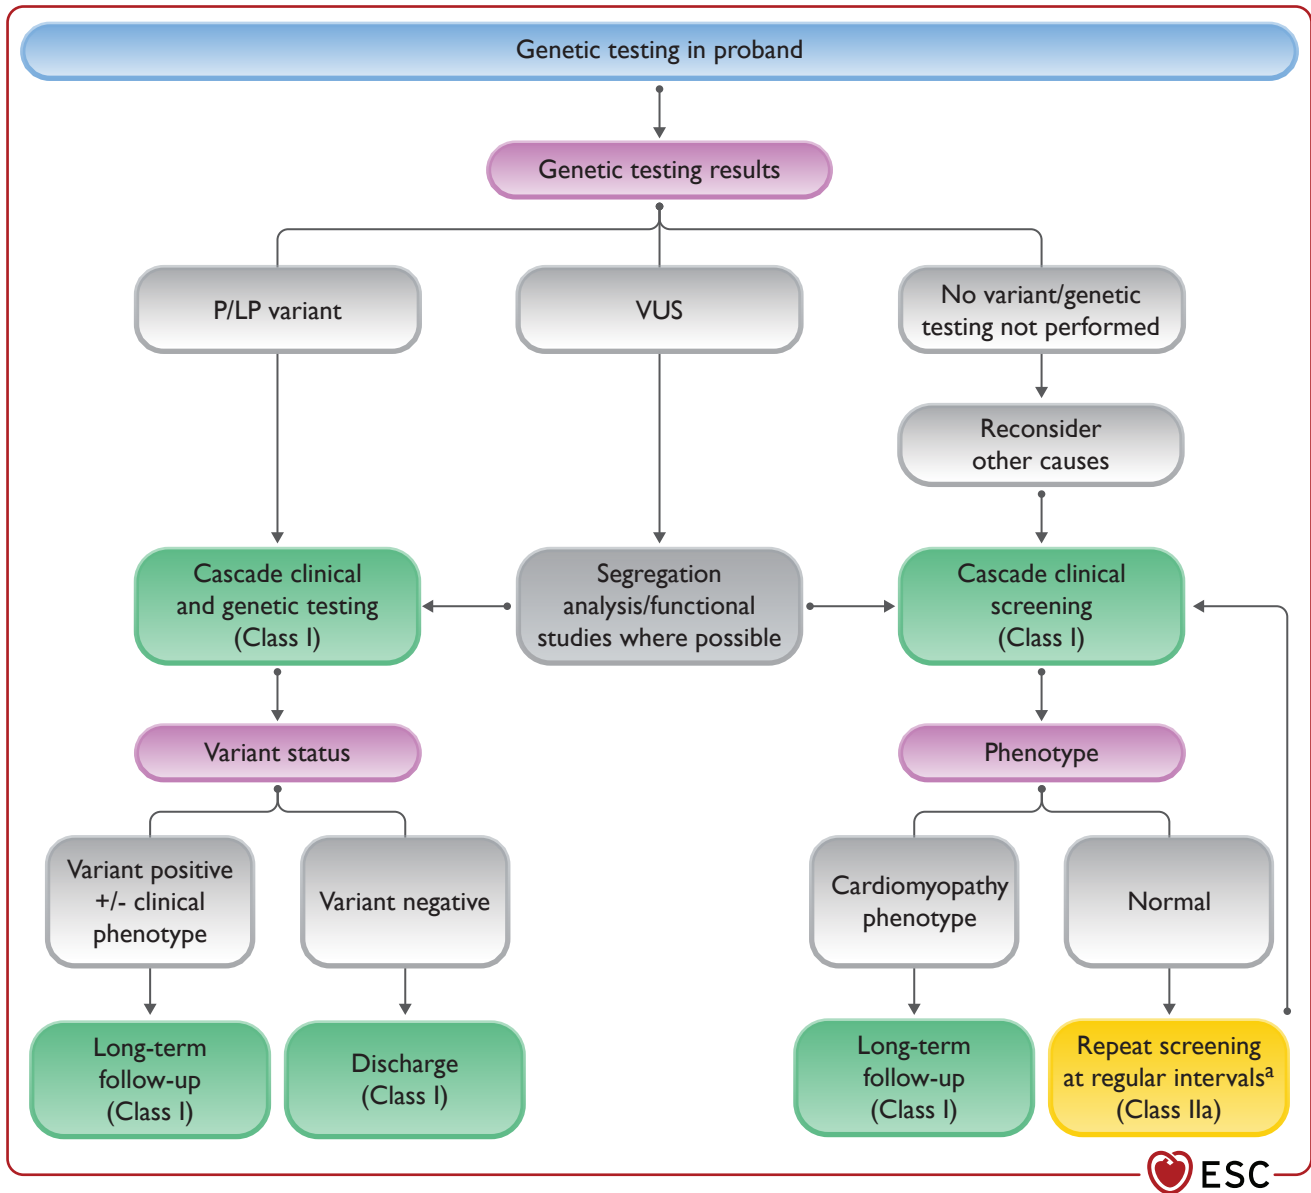 Genetic testing in proband
Genetic testing results
P/LP variant
VUS
No variant/genetic
testing not performed
Reconsider
other causes
Cascade clinical
and genetic testing
(Class I)
Segregation
analysis/functional
studies where possible
Cascade clinical
screening
(Class I)
Variant status
Phenotype
Variant positive
+/- clinical
phenotype
Variant negative
Cardiomyopathy
phenotype
Normal
Long-term
follow-up
(Class I)
Discharge
(Class I)
Long-term
follow-up
(Class I)
Repeat screening
at regular intervalsᵃ
(Class IIa)
ESC